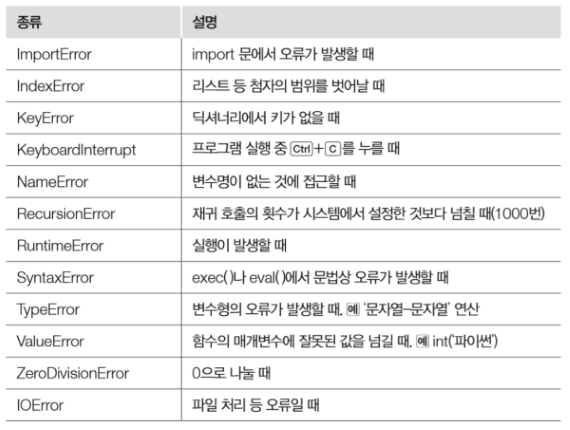 종류 설명
ImportError import 문에서 오류가 발생할 때
IndexError 리스트 등 첨자의 범위를 벗어날 때
KeyError 딕셔너리에서 키가 없을 때
KeyboardInterrupt 프로그램 실행 중 Ctrl+C를 누를 때
NameError 변수명이 없는 것에 접근할 때
RecursionError 재귀 호출의 횟수가 시스템에서 설정한 것보다 넘칠 때(1000번)
RuntimeError 실행이 발생할 때
SyntaxError exec( )나 eval( )에서 문법상 오류가 발생할 때
TypeError 변수형의 오류가 발생할 때. 예 '문자열-문자열' 연산
ValueError 함수의 매개변수에 잘못된 값을 넘길 때. 예 int('파이썬')
ZeroDivisionError 0으로 나눌 때
IOError 파일 처리 등 오류일 때